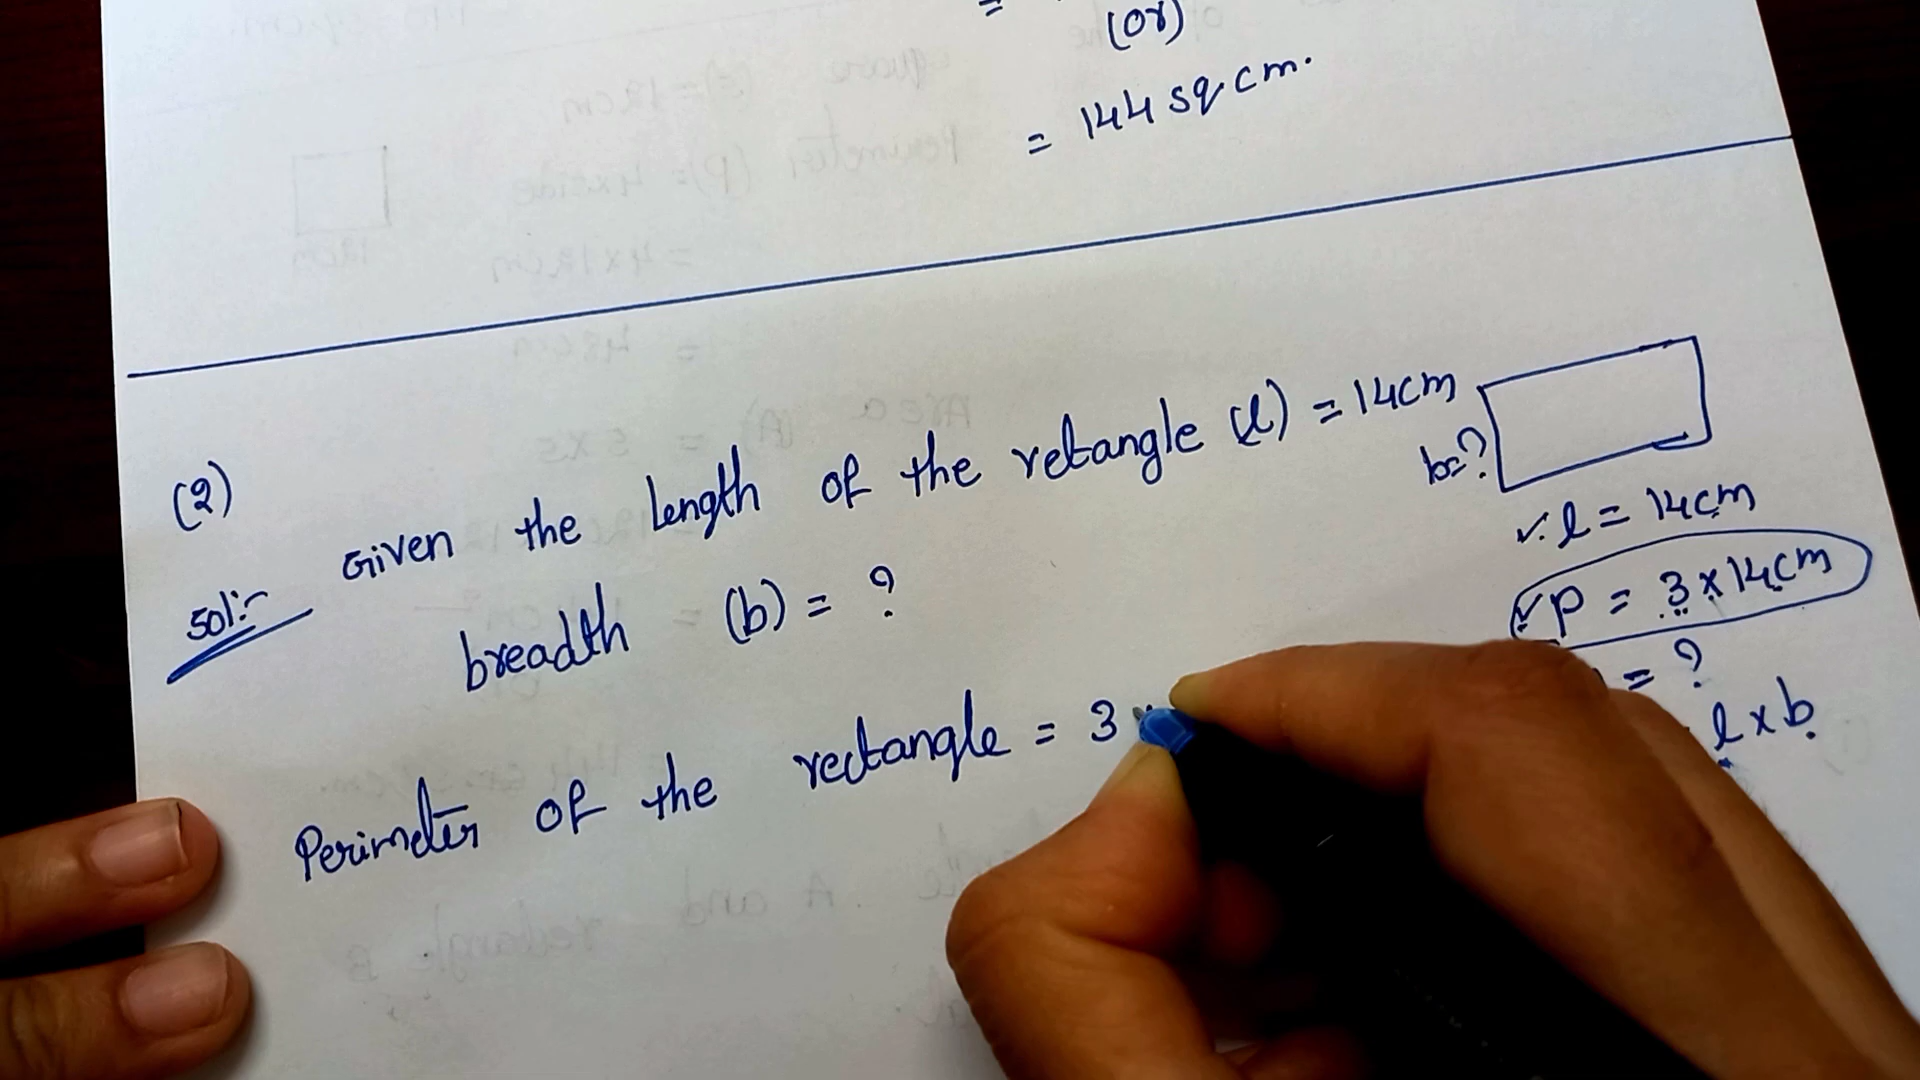 =
(or)
= 144 sq cm.
(2)
Sol:- Given the length of the retangle (l) = 14cm
breadth (b) = ?
Perimeter of the rectangle = 3
b=?
✓. l = 14cm
✓ P = 3 x 14cm
= ?
l x b